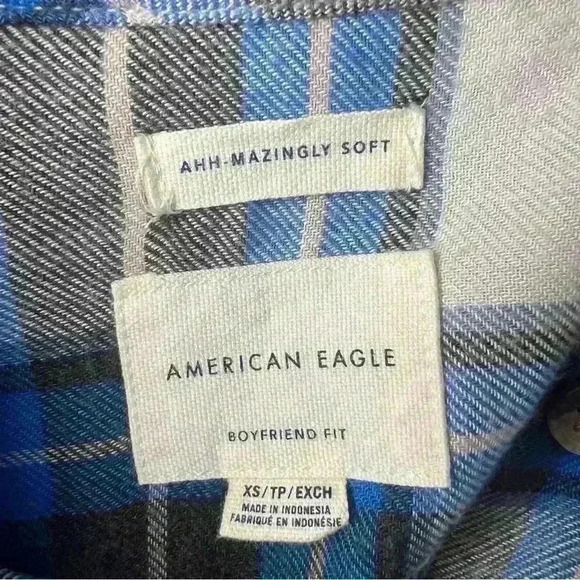 AHH-MAZINGLY SOFT
AMERICAN EAGLE
BOYFRIEND FIT
XS/TP/EXCH
MADE IN INDONESIA
FABRIQUÉ EN INDONÉSIE